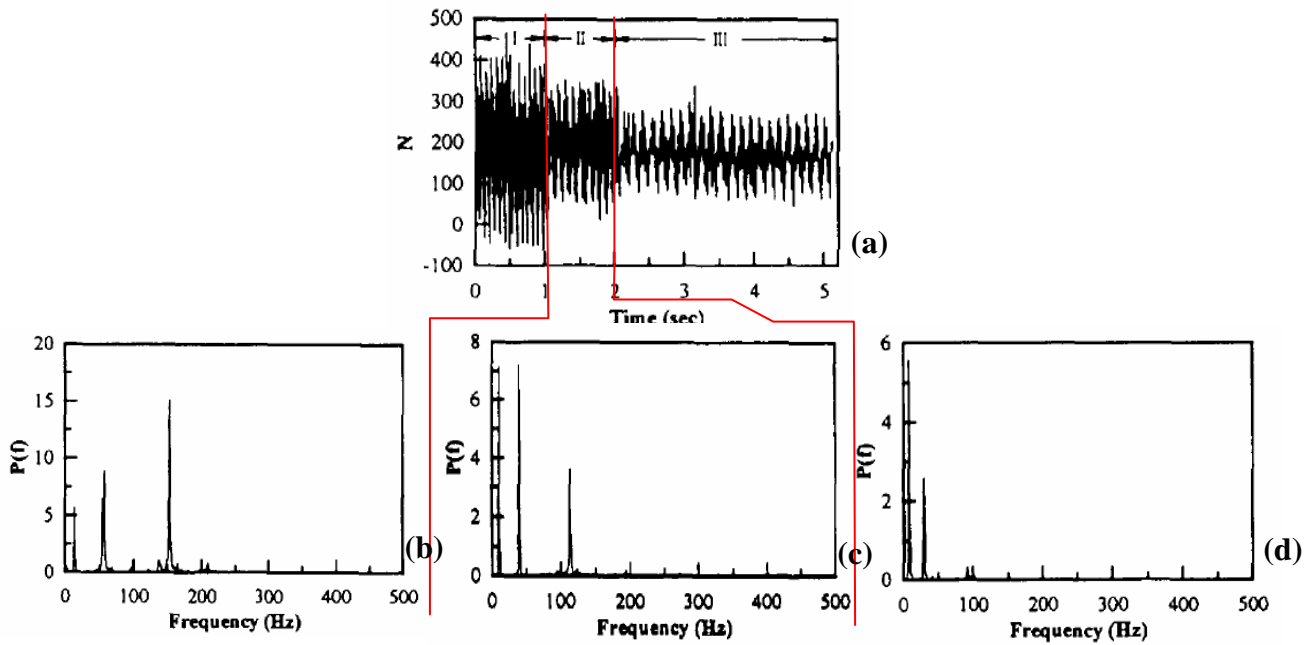 500
400
300
200
100
0
-100
N
I II III
0 1 2 3 4 5
Time (sec)
(a)
20
15
10
5
0
P(f)
0 100 200 300 400 500
Frequency (Hz)
(b)
8
6
4
2
0
P(f)
0 100 200 300 400 500
Frequency (Hz)
(c)
6
4
2
0
P(f)
0 100 200 300 400 500
Frequency (Hz)
(d)